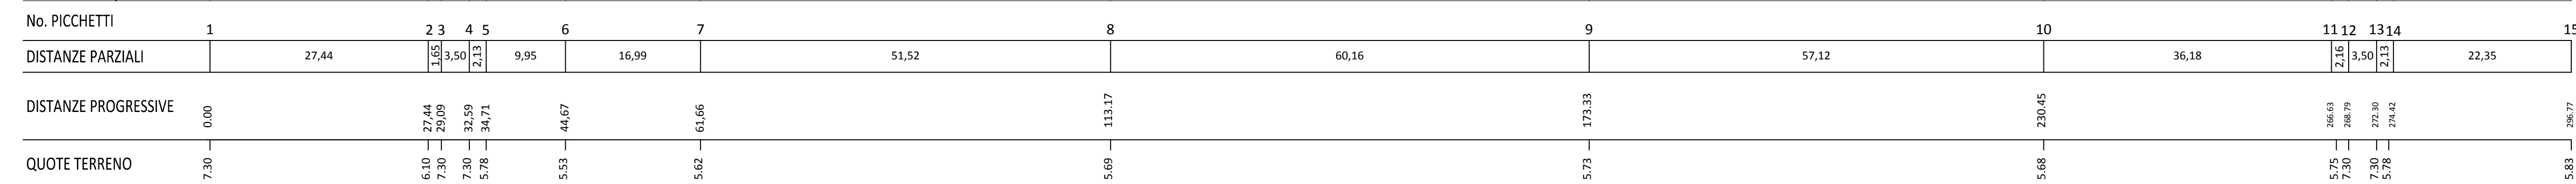 No. PICCHETTI
1 2 3 4 5 6 7 8 9 10 11 12 13 14 15
DISTANZE PARZIALI 27,44 1,65 3,50 2,13 9,95 16,99 51,52 60,16 57,12 36,18 2,16 3,50 2,13 22,35
DISTANZE PROGRESSIVE 0.00 27,44 29,09 32,59 34,71 44,67 61,66 113.17 173.33 230.45 266.63 268.79 272.30 274.42 296.77
QUOTE TERRENO 7.30 6.10 7.30 7.30 5.78 5.53 5.62 5.69 5.73 5.68 5.75 7.30 7.30 5.78 5.83